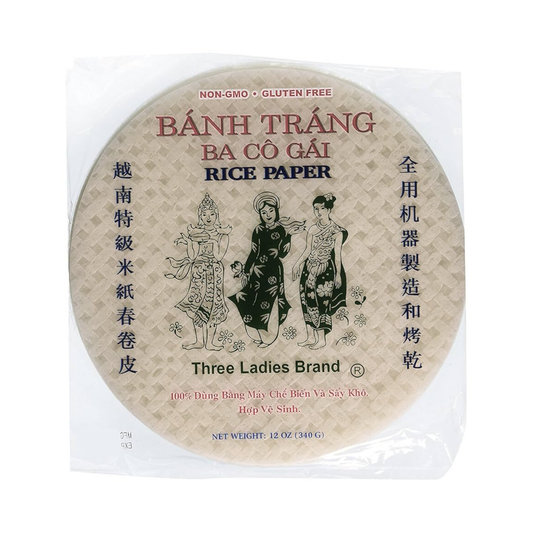 NON-GMO • GLUTEN FREE
BÁNH TRÁNG
BA CÔ GÁI
RICE PAPER
越南特級米紙春卷皮
全用机器製造和烤乾
Three Ladies Brand ®
100% Dùng Bằng Máy Chế Biến Và Sấy Khô.
Hợp Vệ Sinh.
NET WEIGHT: 12 OZ (340 G)
MFG
EXP